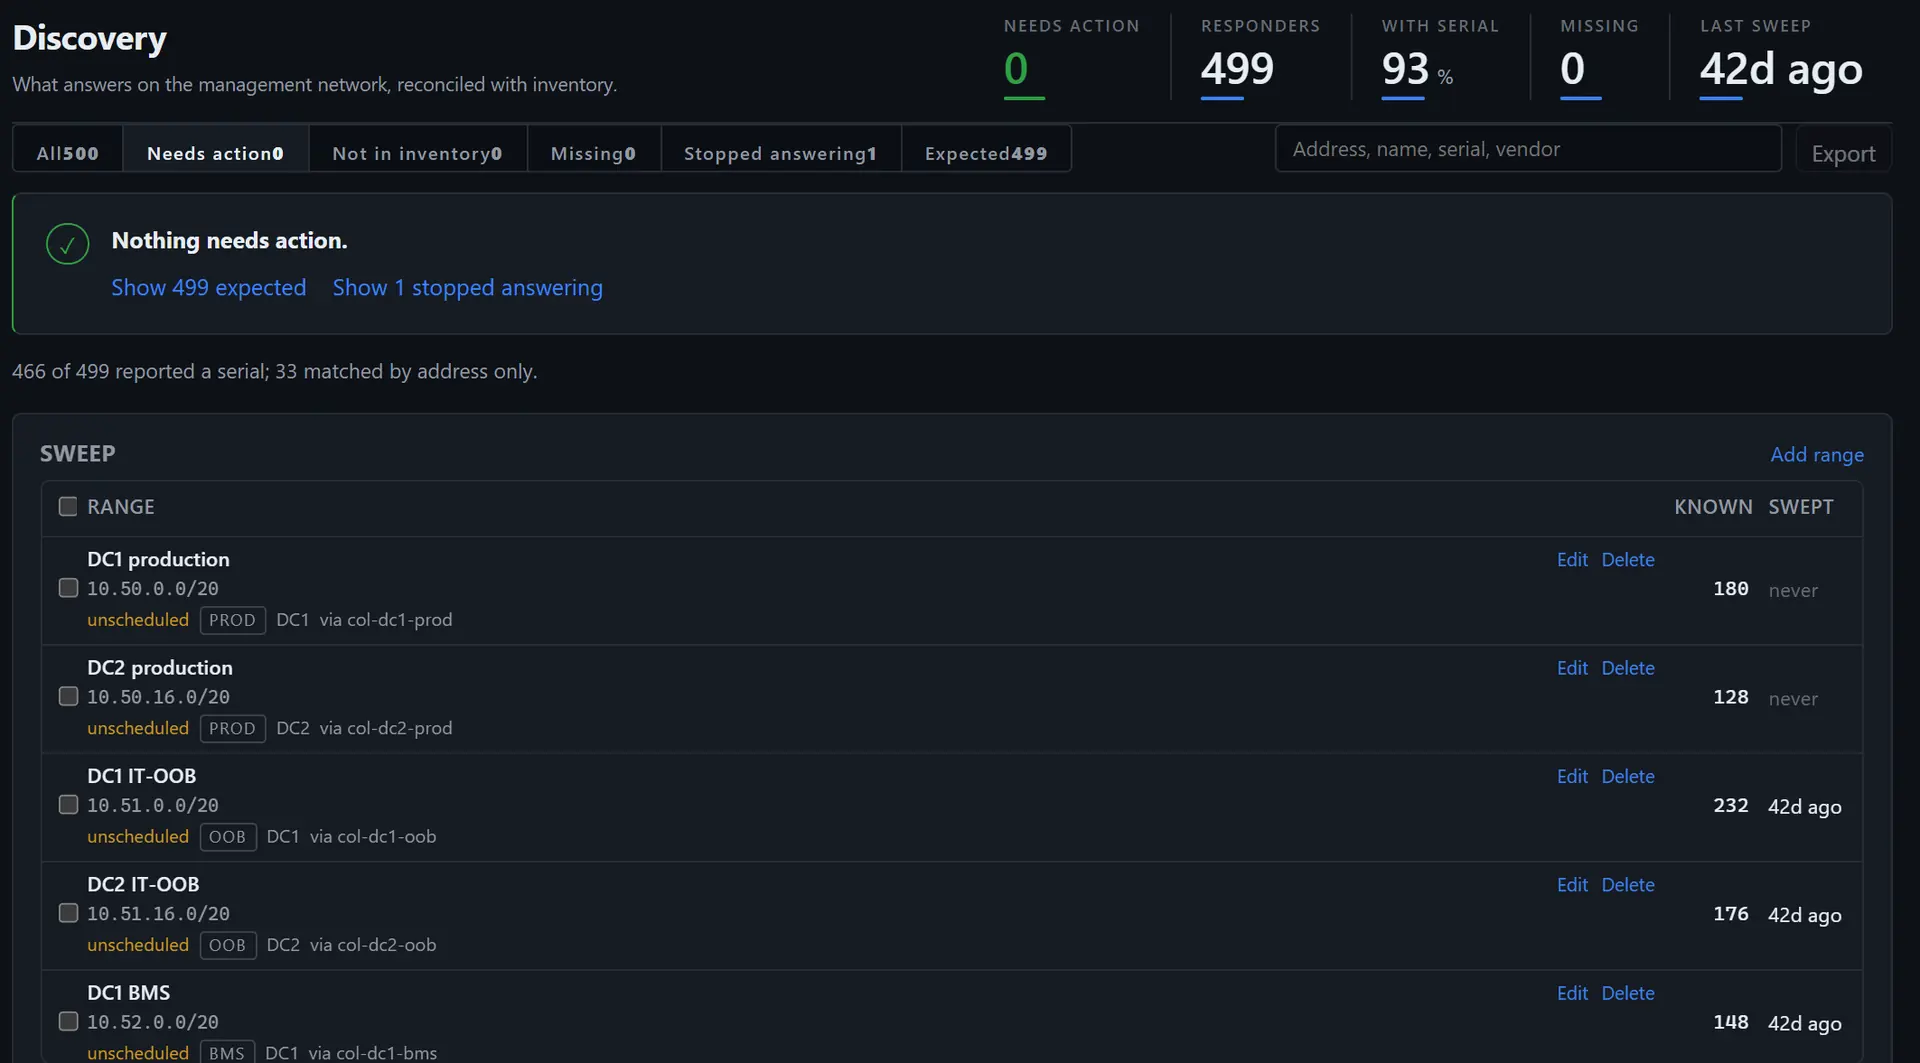 Discovery
What answers on the management network, reconciled with inventory.
NEEDS ACTION
0
RESPONDERS
499
WITH SERIAL
93 %
MISSING
0
LAST SWEEP
42d ago
All500
Needs action0
Not in inventory0
Missing0
Stopped answering1
Expected499
Address, name, serial, vendor
Export
Nothing needs action.
Show 499 expected Show 1 stopped answering
466 of 499 reported a serial; 33 matched by address only.
SWEEP
Add range
RANGE KNOWN SWEPT
DC1 production Edit Delete
10.50.0.0/20 180 never
unscheduled PROD DC1 via col-dc1-prod
DC2 production Edit Delete
10.50.16.0/20 128 never
unscheduled PROD DC2 via col-dc2-prod
DC1 IT-OOB Edit Delete
10.51.0.0/20 232 42d ago
unscheduled OOB DC1 via col-dc1-oob
DC2 IT-OOB Edit Delete
10.51.16.0/20 176 42d ago
unscheduled OOB DC2 via col-dc2-oob
DC1 BMS Edit Delete
10.52.0.0/20 148 42d ago
unscheduled BMS DC1 via col-dc1-bms